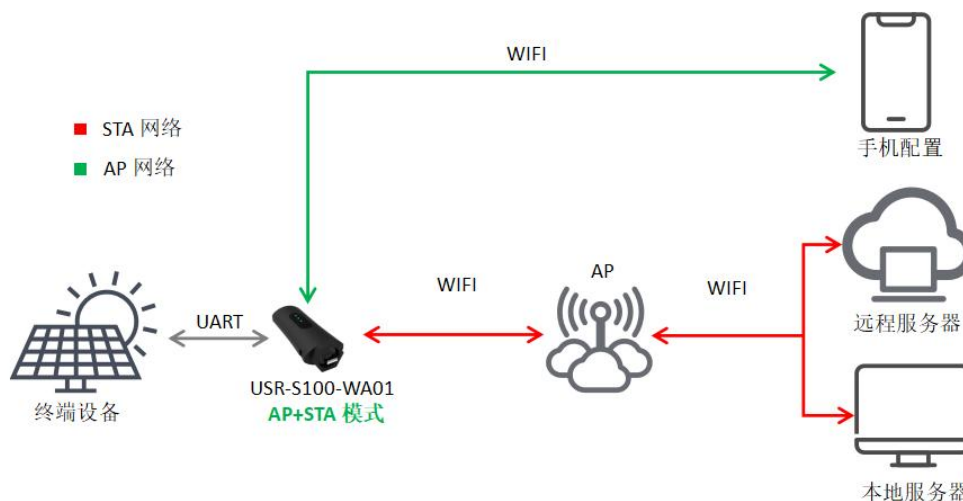 WIFI
STA 网络
AP 网络
手机配置
AP
WIFI
WIFI
UART
远程服务器
USR-S100-WA01
AP+STA 模式
终端设备
本地服务器